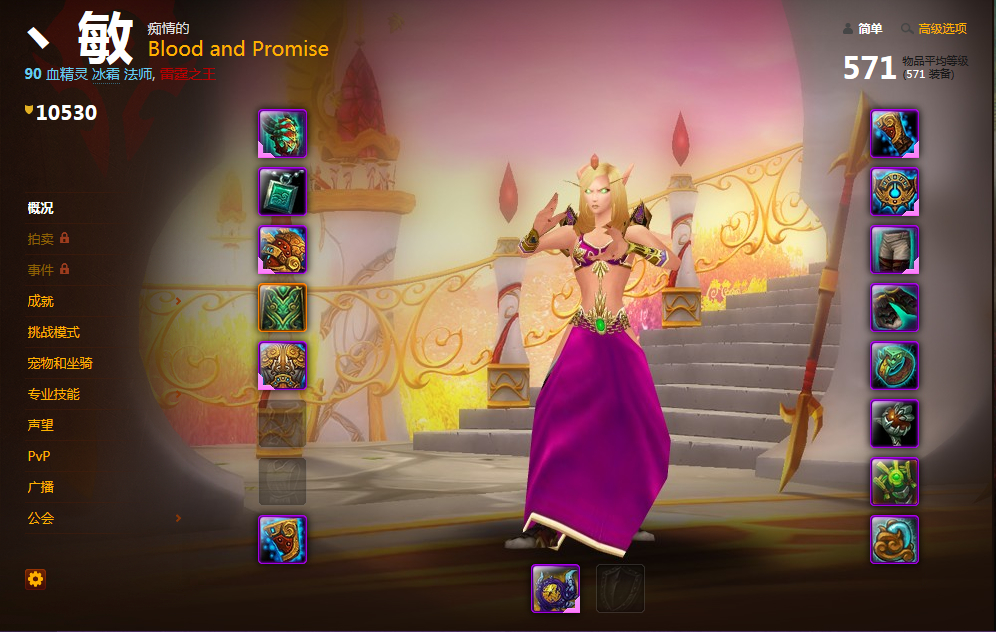 丶 敏
痴情的
Blood and Promise
90 血精灵 冰霜 法师, 雷霆之王
10530
简单
高级选项
571
物品平均等级
(571 装备)
概况
拍卖
事件
成就
挑战模式
宠物和坐骑
专业技能
声望
PvP
广播
公会